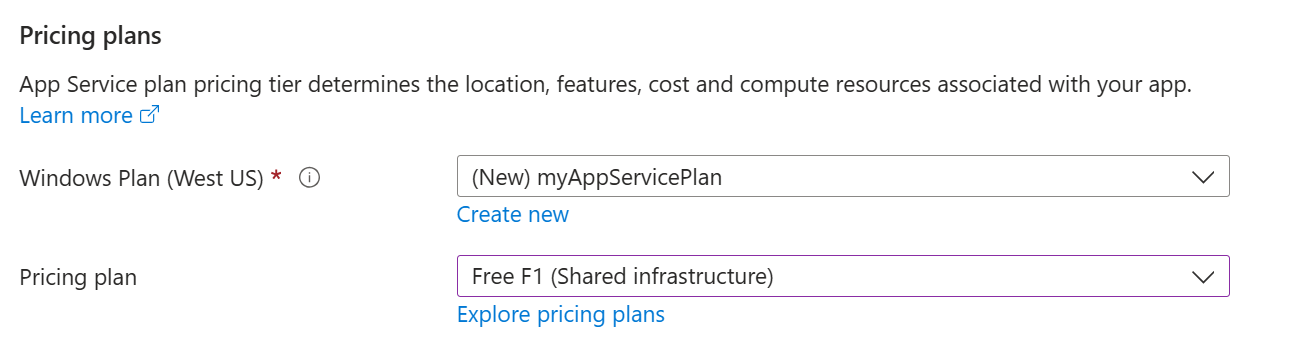 Pricing plans
App Service plan pricing tier determines the location, features, cost and compute resources associated with your app.
Learn more
Windows Plan (West US) *
(New) myAppServicePlan
Create new
Pricing plan
Free F1 (Shared infrastructure)
Explore pricing plans